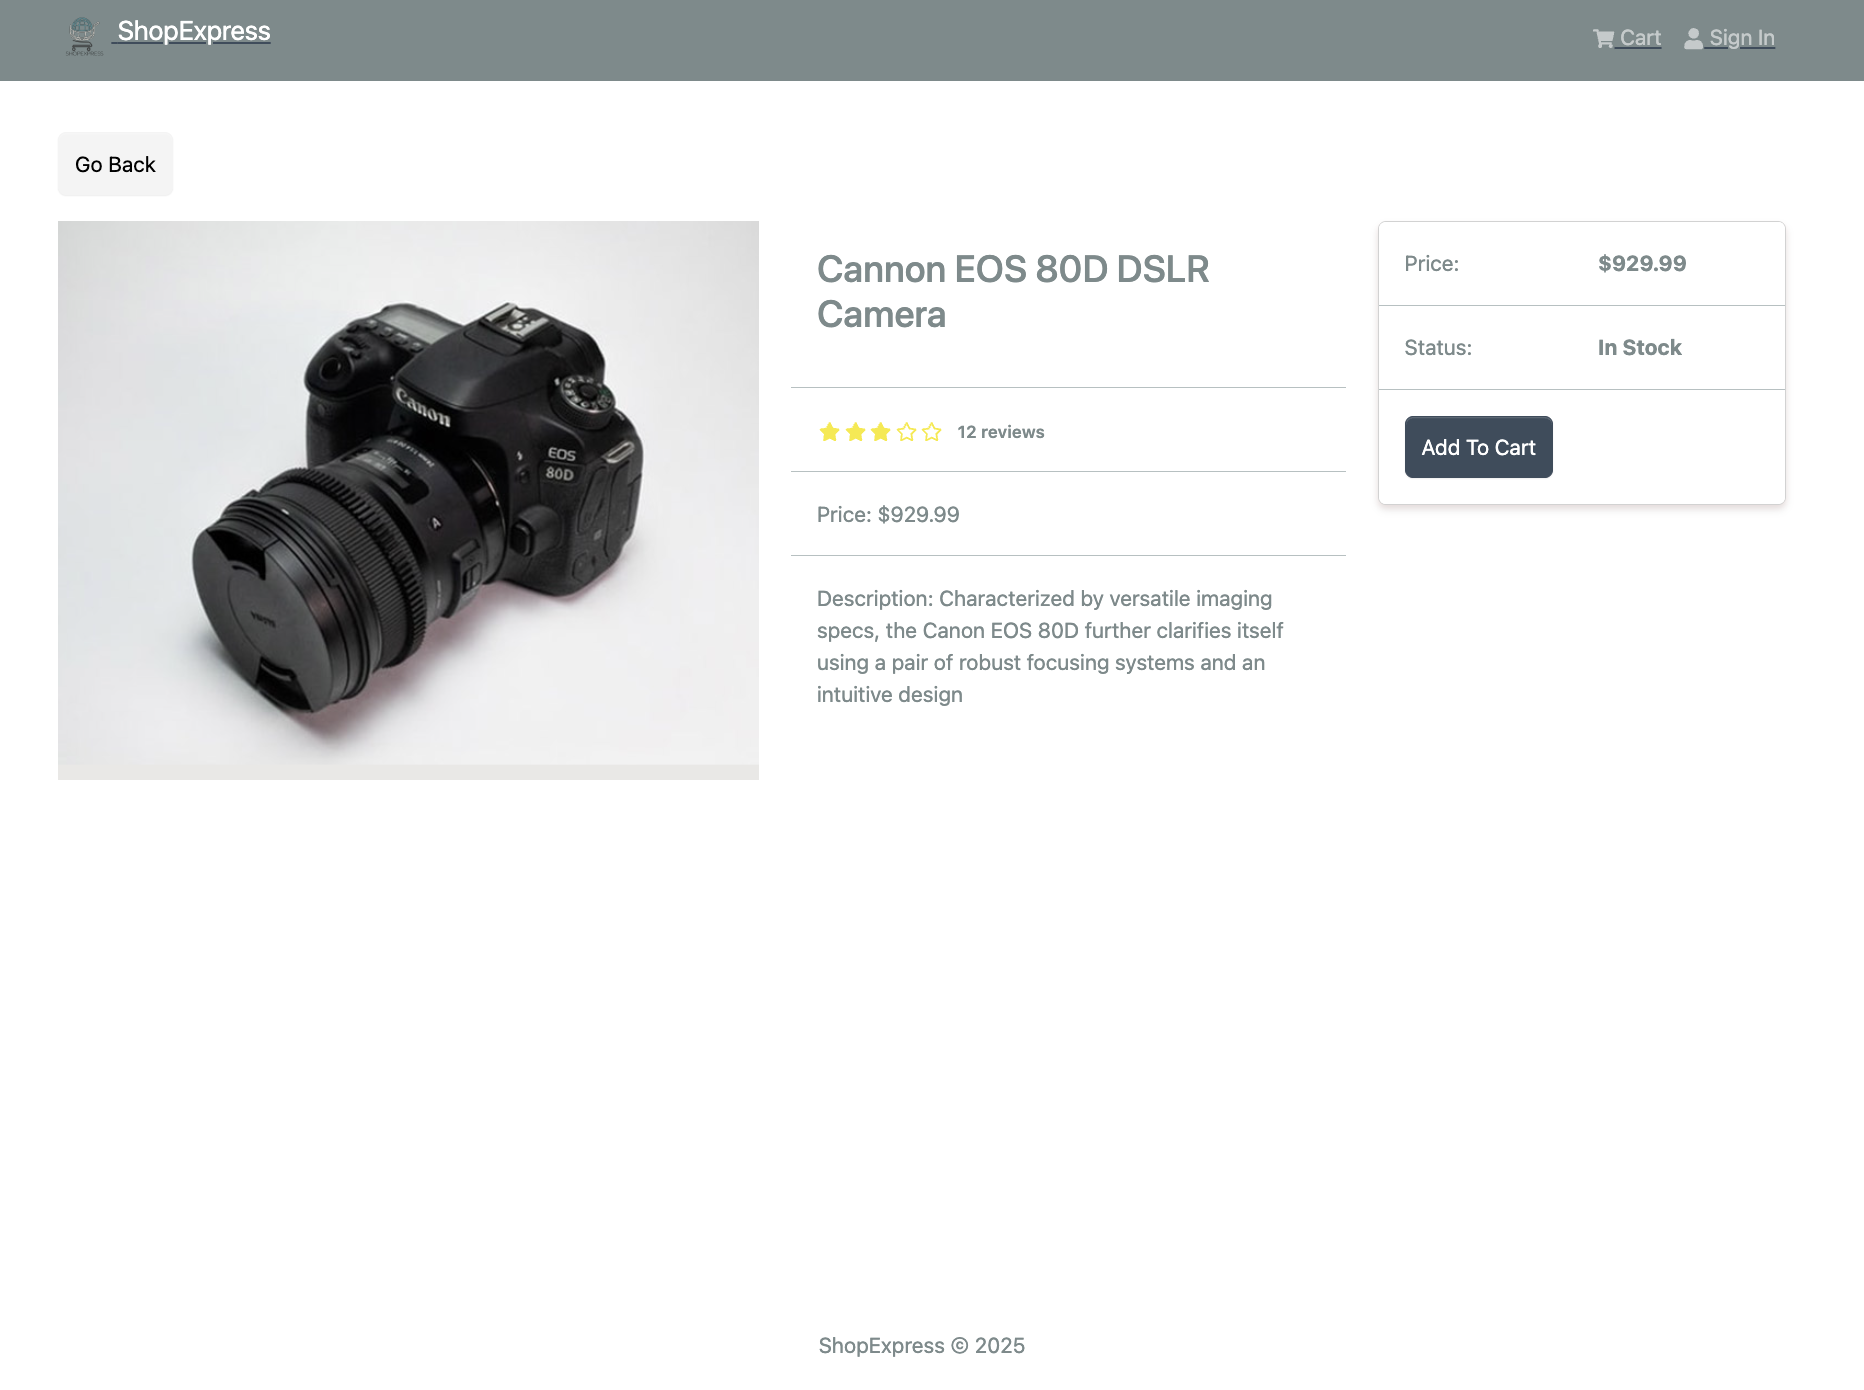 SHOPEXPRESS
ShopExpress
Cart
Sign In
Go Back
Canon
EOS
80D
A
Cannon EOS 80D DSLR
Camera
12 reviews
Price: $929.99
Description: Characterized by versatile imaging
specs, the Canon EOS 80D further clarifies itself
using a pair of robust focusing systems and an
intuitive design
Price: $929.99
Status: In Stock
Add To Cart
ShopExpress © 2025